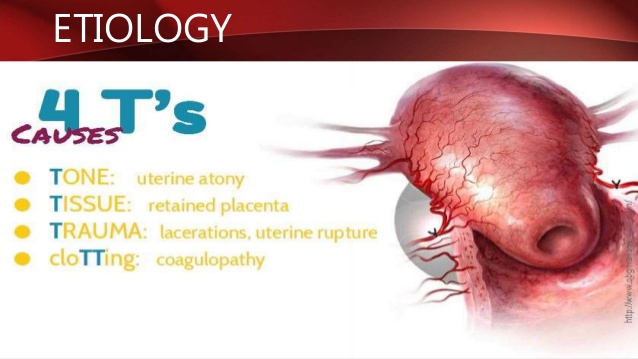 ETIOLOGY
4 T's
CAUSES
TONE: uterine atony
TISSUE: retained placenta
TRAUMA: lacerations, uterine rupture
cloTTing: coagulopathy